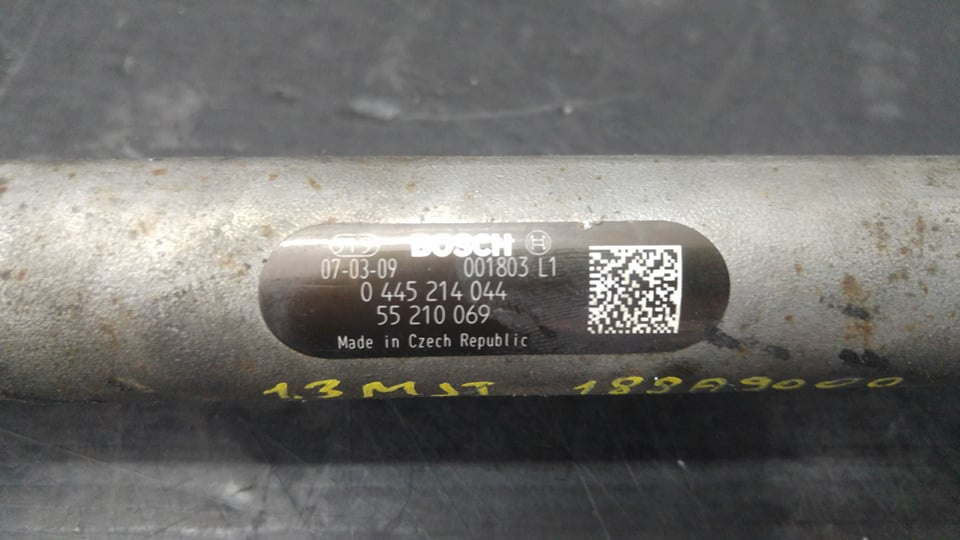 BOSCH
07-03-09 001803 L1
0 445 214 044
55 210 069
Made in Czech Republic
1.3 MJT 188A9000